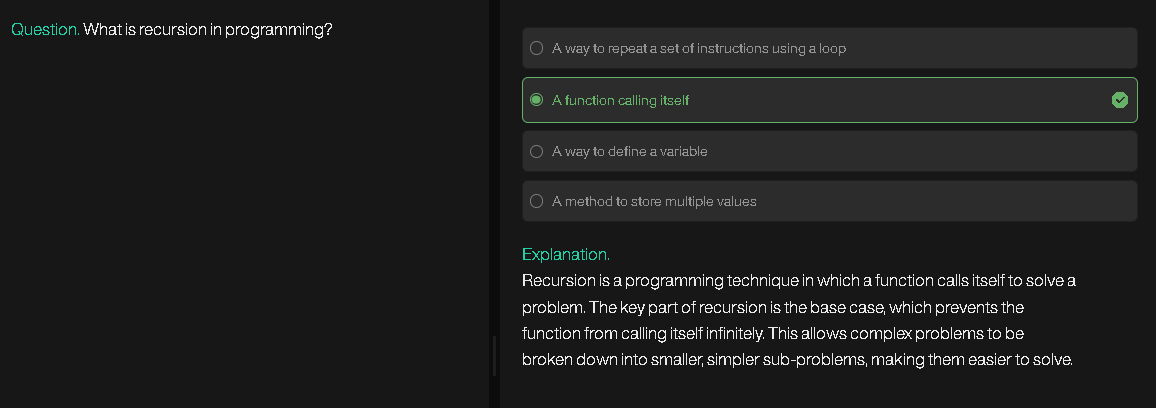 Question. What is recursion in programming?
A way to repeat a set of instructions using a loop
A function calling itself
A way to define a variable
A method to store multiple values
Explanation.
Recursion is a programming technique in which a function calls itself to solve a
problem. The key part of recursion is the base case, which prevents the
function from calling itself infinitely. This allows complex problems to be
broken down into smaller, simpler sub-problems, making them easier to solve.